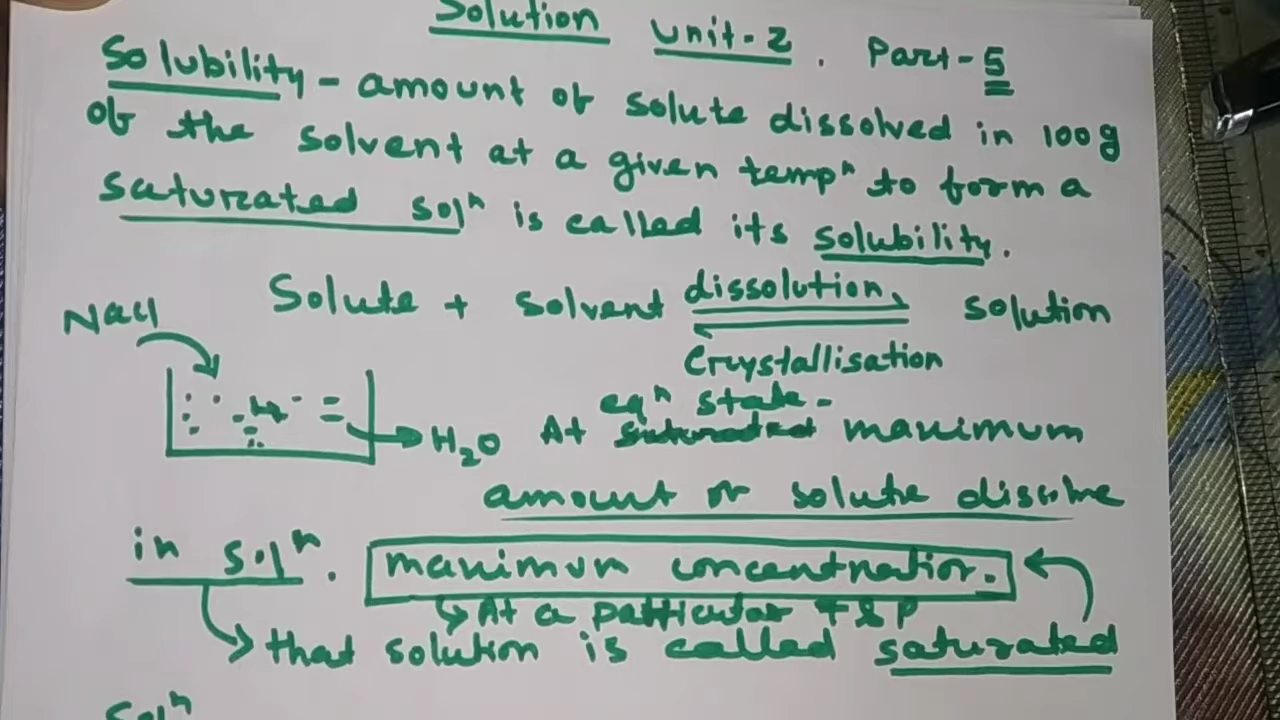 Solution Unit-2. Part-5
Solubility - amount of solute dissolved in 100g
of the solvent at a given tempⁿ to form a
saturated solⁿ is called its solubility.
Solute + Solvent dissolution solution
Crystallisation
NaCl
H₂O
eqⁿ state -
At maximum
amount of solute dissolve
in solⁿ. maximum concentration.
At a particular T & P
that solution is called saturated
Solⁿ